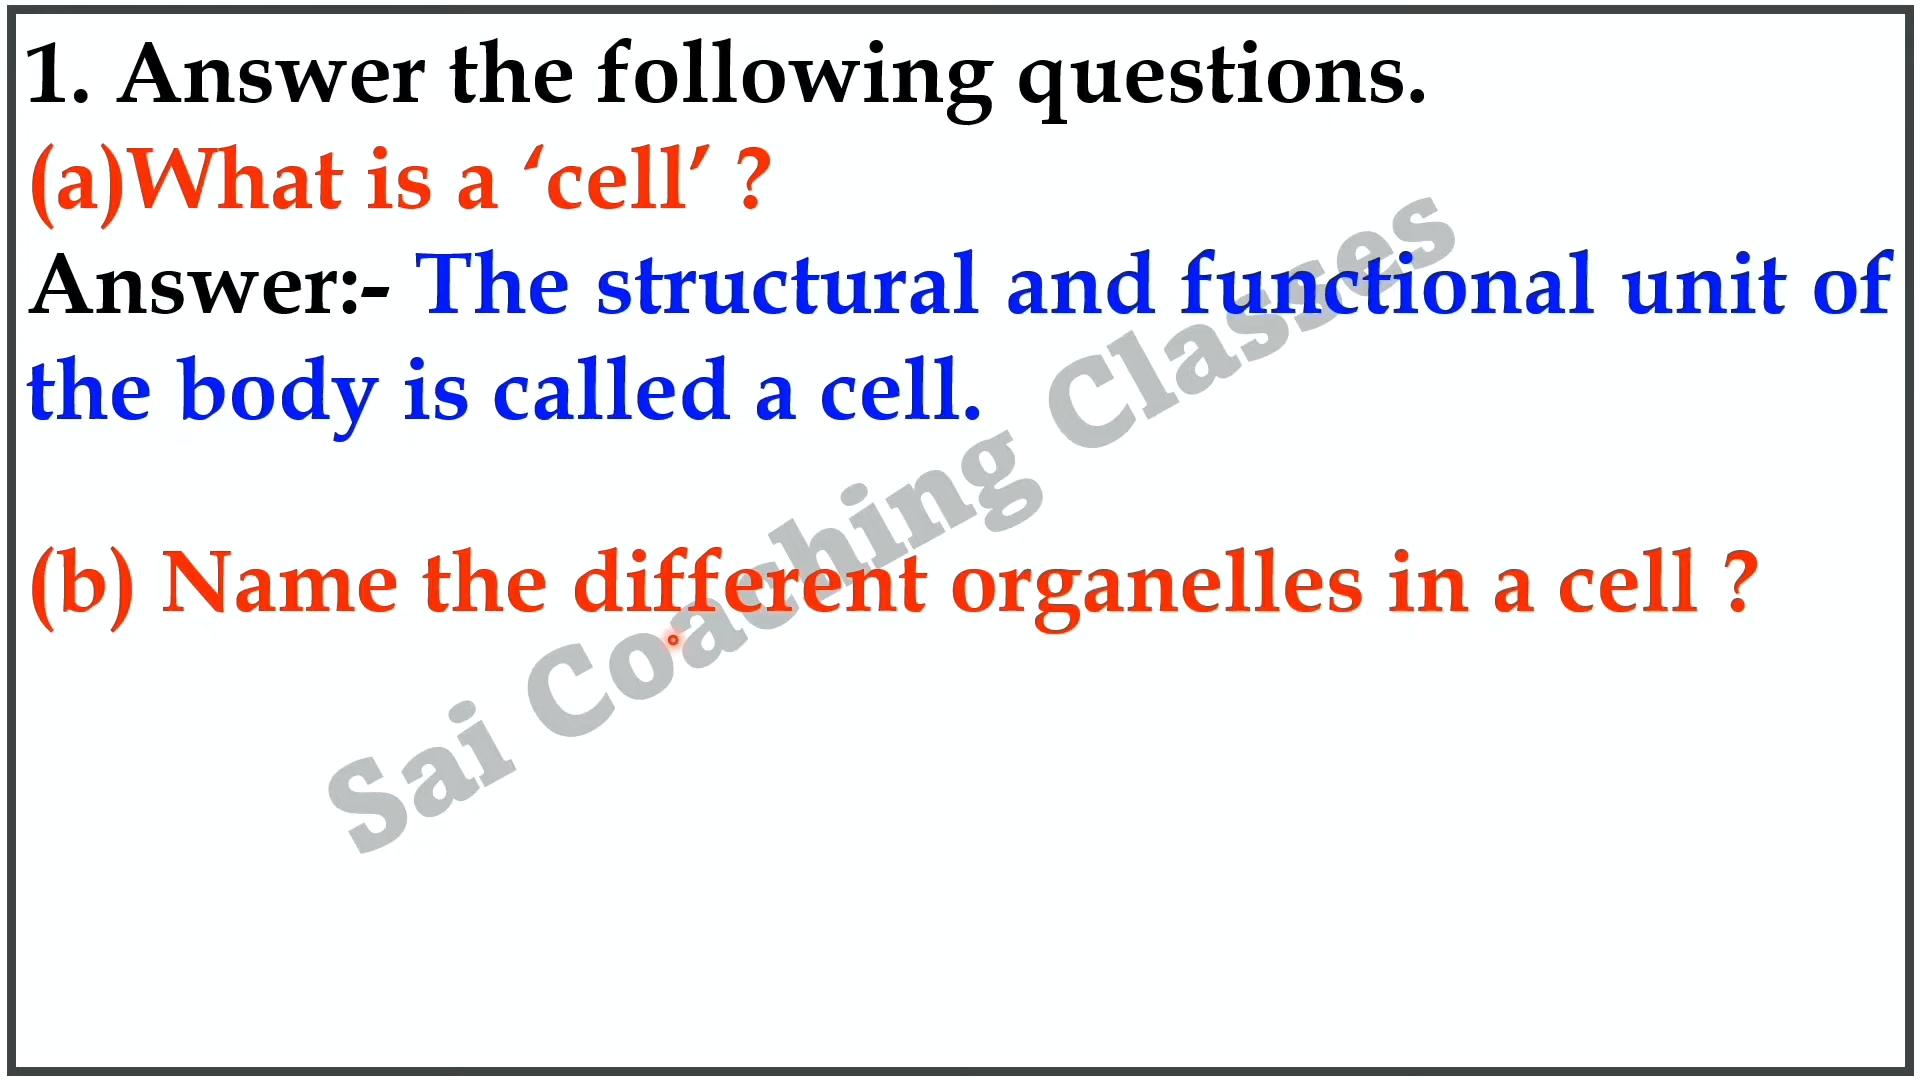 1. Answer the following questions.
(a)What is a ‘cell’ ?
Answer:- The structural and functional unit of
the body is called a cell.
(b) Name the different organelles in a cell ?
Sai Coaching Classes